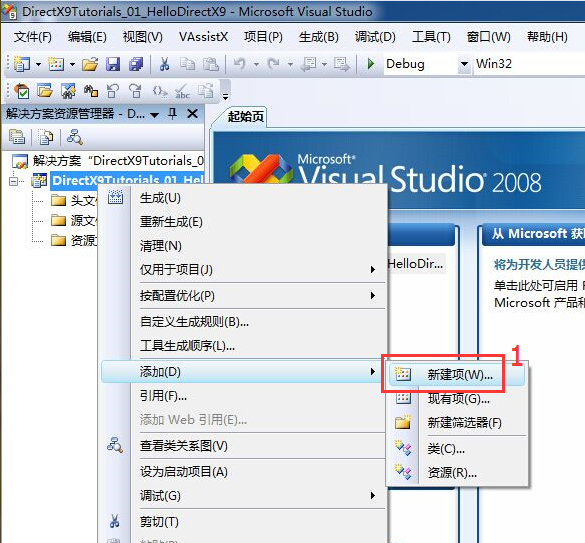 DirectX9Tutorials_01_HelloDirectX9 - Microsoft Visual Studio
文件(F) 编辑(E) 视图(V) VAssistX 项目(P) 生成(B) 调试(D) 工具(T) 窗口(W) 帮助(H)
Debug Win32
解决方案资源管理器 - D...
起始页
解决方案 "DirectX9Tutorials_0
DirectX9Tutorials_01_Hello
头文
源文
资源
Microsoft®
Visual Studio® 2008
从 Microsoft 获
HelloDir...
将为开发人员提供
单击此处可启用
Microsoft 产品和
生成(U)
重新生成(E)
清理(N)
仅用于项目(J)
按配置优化(P)
自定义生成规则(B)...
工具生成顺序(L)...
添加(D)
引用(F)...
添加 Web 引用(E)...
查看类关系图(V)
设为启动项目(A)
调试(G)
剪切(T)
1
新建项(W)...
现有项(G)...
新建筛选器(F)
类(C)...
资源(R)...